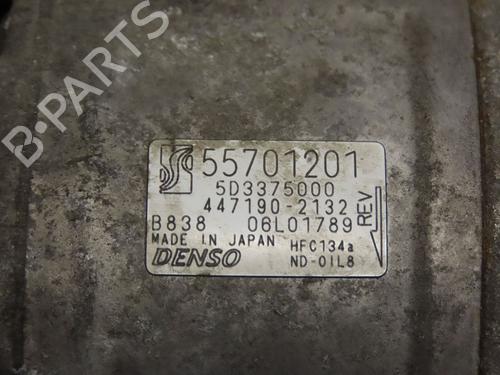 55701201
5D3375000
447190-2132
B838 06L01789
REV
MADE IN JAPAN HFC134a
DENSO ND-OIL8
B-PARTS